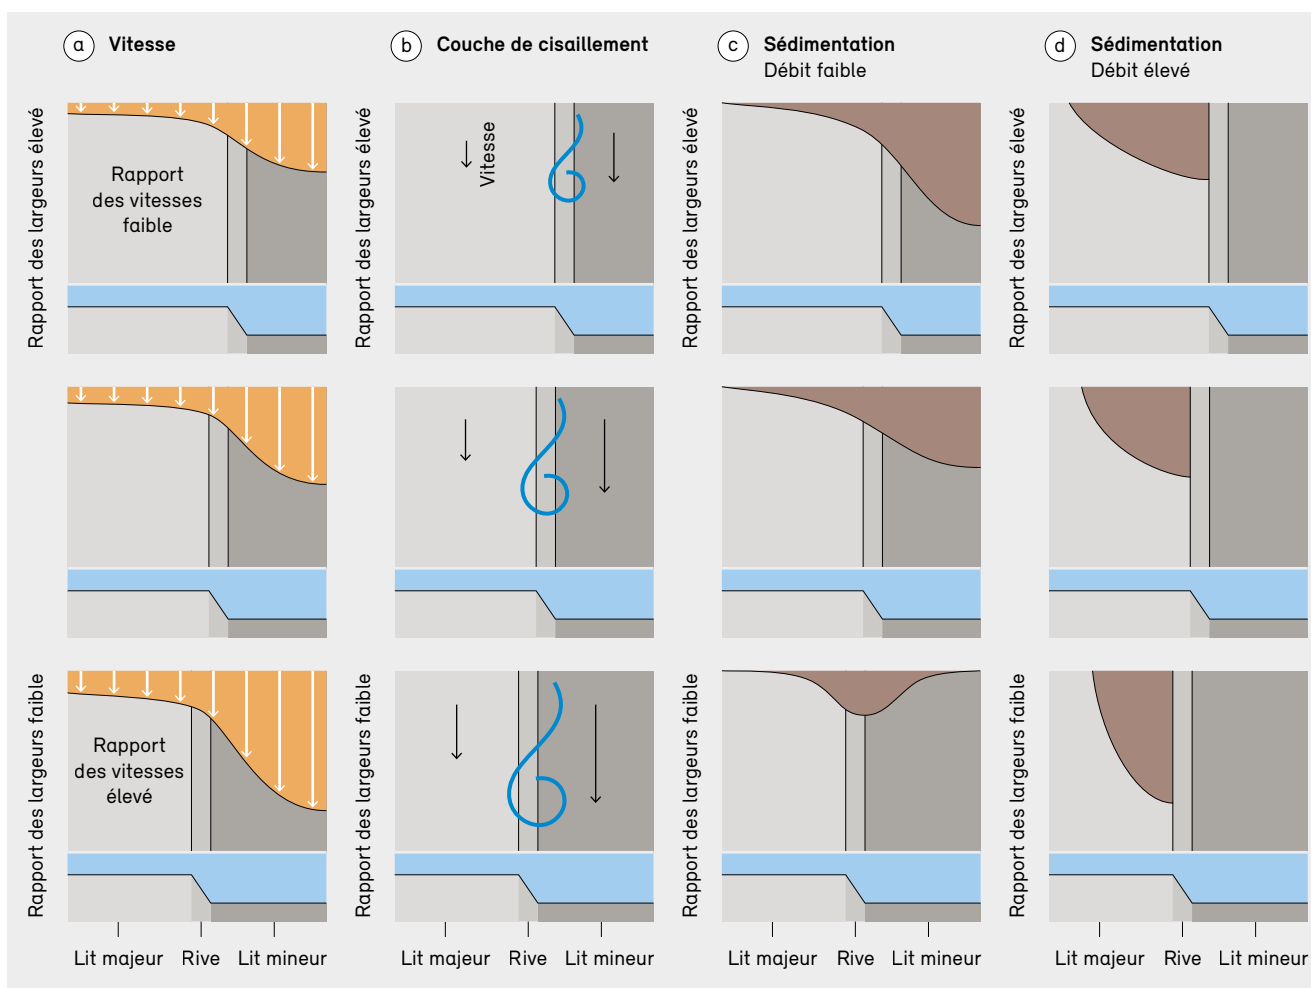 a Vitesse
b Couche de cisaillement
c Sédimentation
Débit faible
d Sédimentation
Débit élevé
Rapport des largeurs élevé
Rapport
des vitesses
faible
Rapport des largeurs élevé
Vitesse
Rapport des largeurs élevé
Rapport des largeurs élevé
Rapport des largeurs faible
Rapport
des vitesses
élevé
Rapport des largeurs faible
Rapport des largeurs faible
Rapport des largeurs faible
Lit majeur Rive Lit mineur
Lit majeur Rive Lit mineur
Lit majeur Rive Lit mineur
Lit majeur Rive Lit mineur